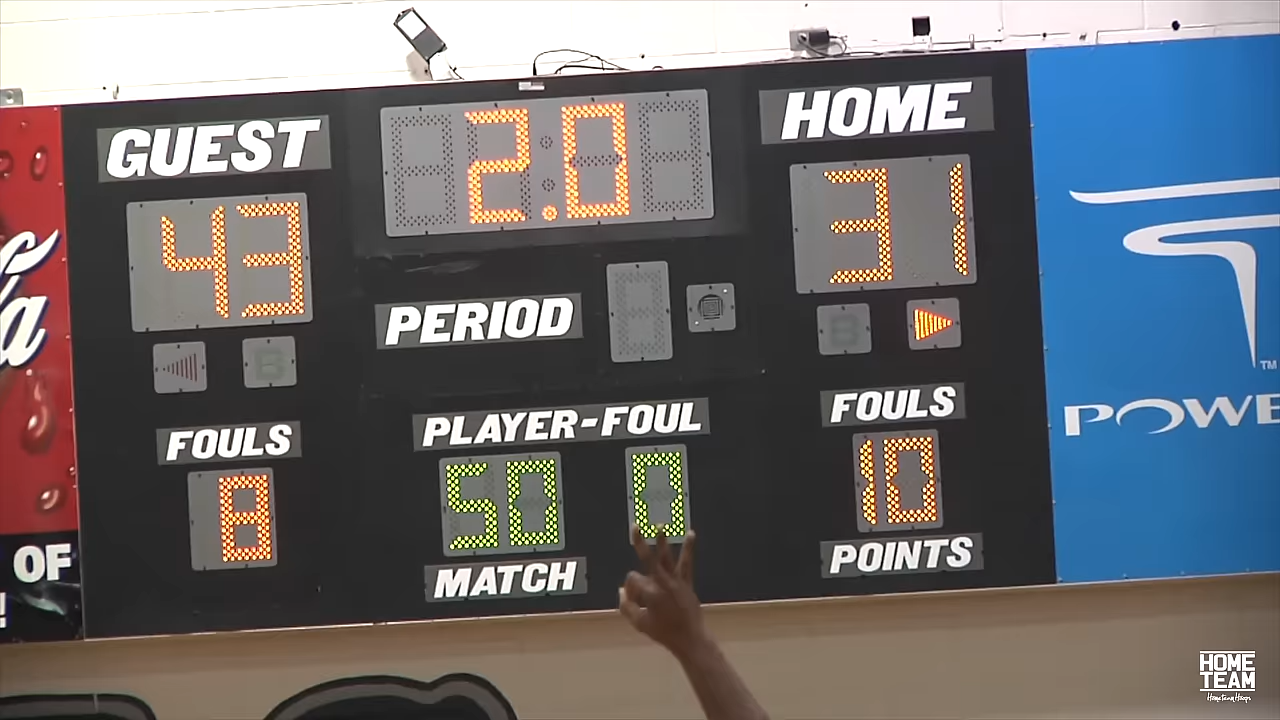 GUEST
2.0
HOME
43
31
PERIOD
B
B
FOULS
PLAYER-FOUL
FOULS
8
50 0
10
MATCH
POINTS
OF
TM
POWE
HOME
TEAM